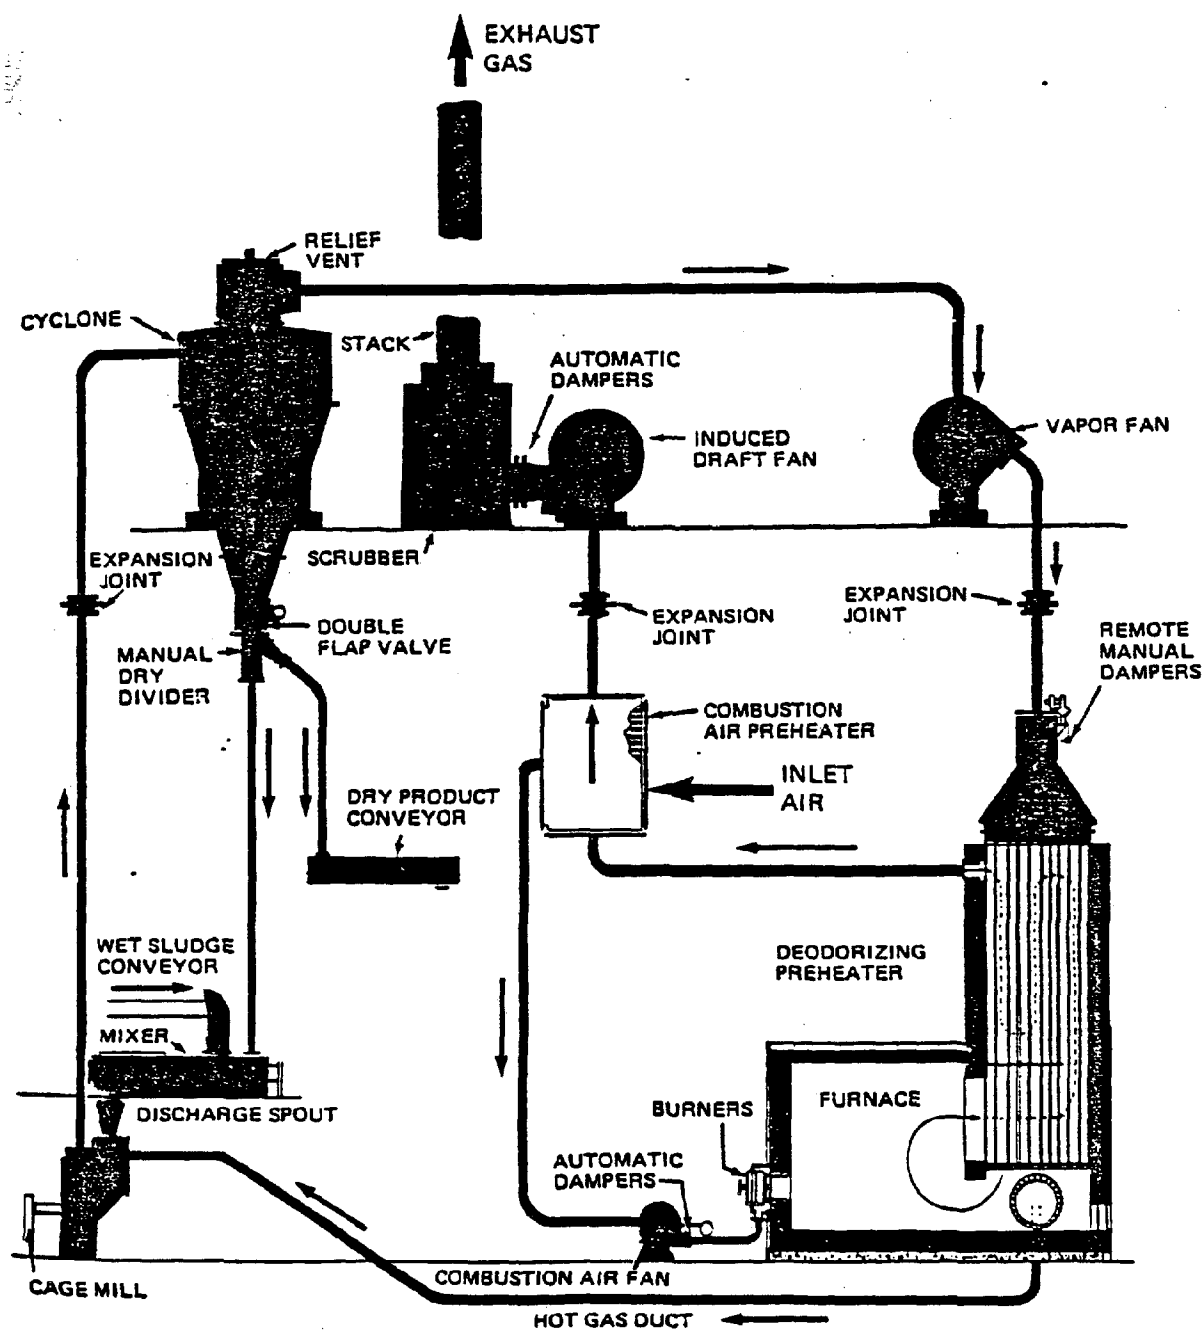 EXHAUST
GAS
RELIEF
VENT
CYCLONE
STACK
AUTOMATIC
DAMPERS
INDUCED
DRAFT FAN
VAPOR FAN
EXPANSION
JOINT
SCRUBBER
EXPANSION
JOINT
EXPANSION
JOINT
DOUBLE
FLAP VALVE
MANUAL
DRY
DIVIDER
REMOTE
MANUAL
DAMPERS
COMBUSTION
AIR PREHEATER
INLET
AIR
DRY PRODUCT
CONVEYOR
WET SLUDGE
CONVEYOR
MIXER
DEODORIZING
PREHEATER
DISCHARGE SPOUT
BURNERS
FURNACE
AUTOMATIC
DAMPERS
CAGE MILL
COMBUSTION AIR FAN
HOT GAS DUCT